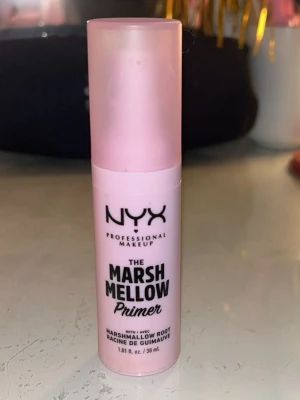 NYX
PROFESSIONAL
MAKEUP
THE
MARSH
MELLOW
Primer
WITH / AVEC
MARSHMALLOW ROOT
RACINE DE GUIMAUVE
1.01 fl. oz. / 30 mL